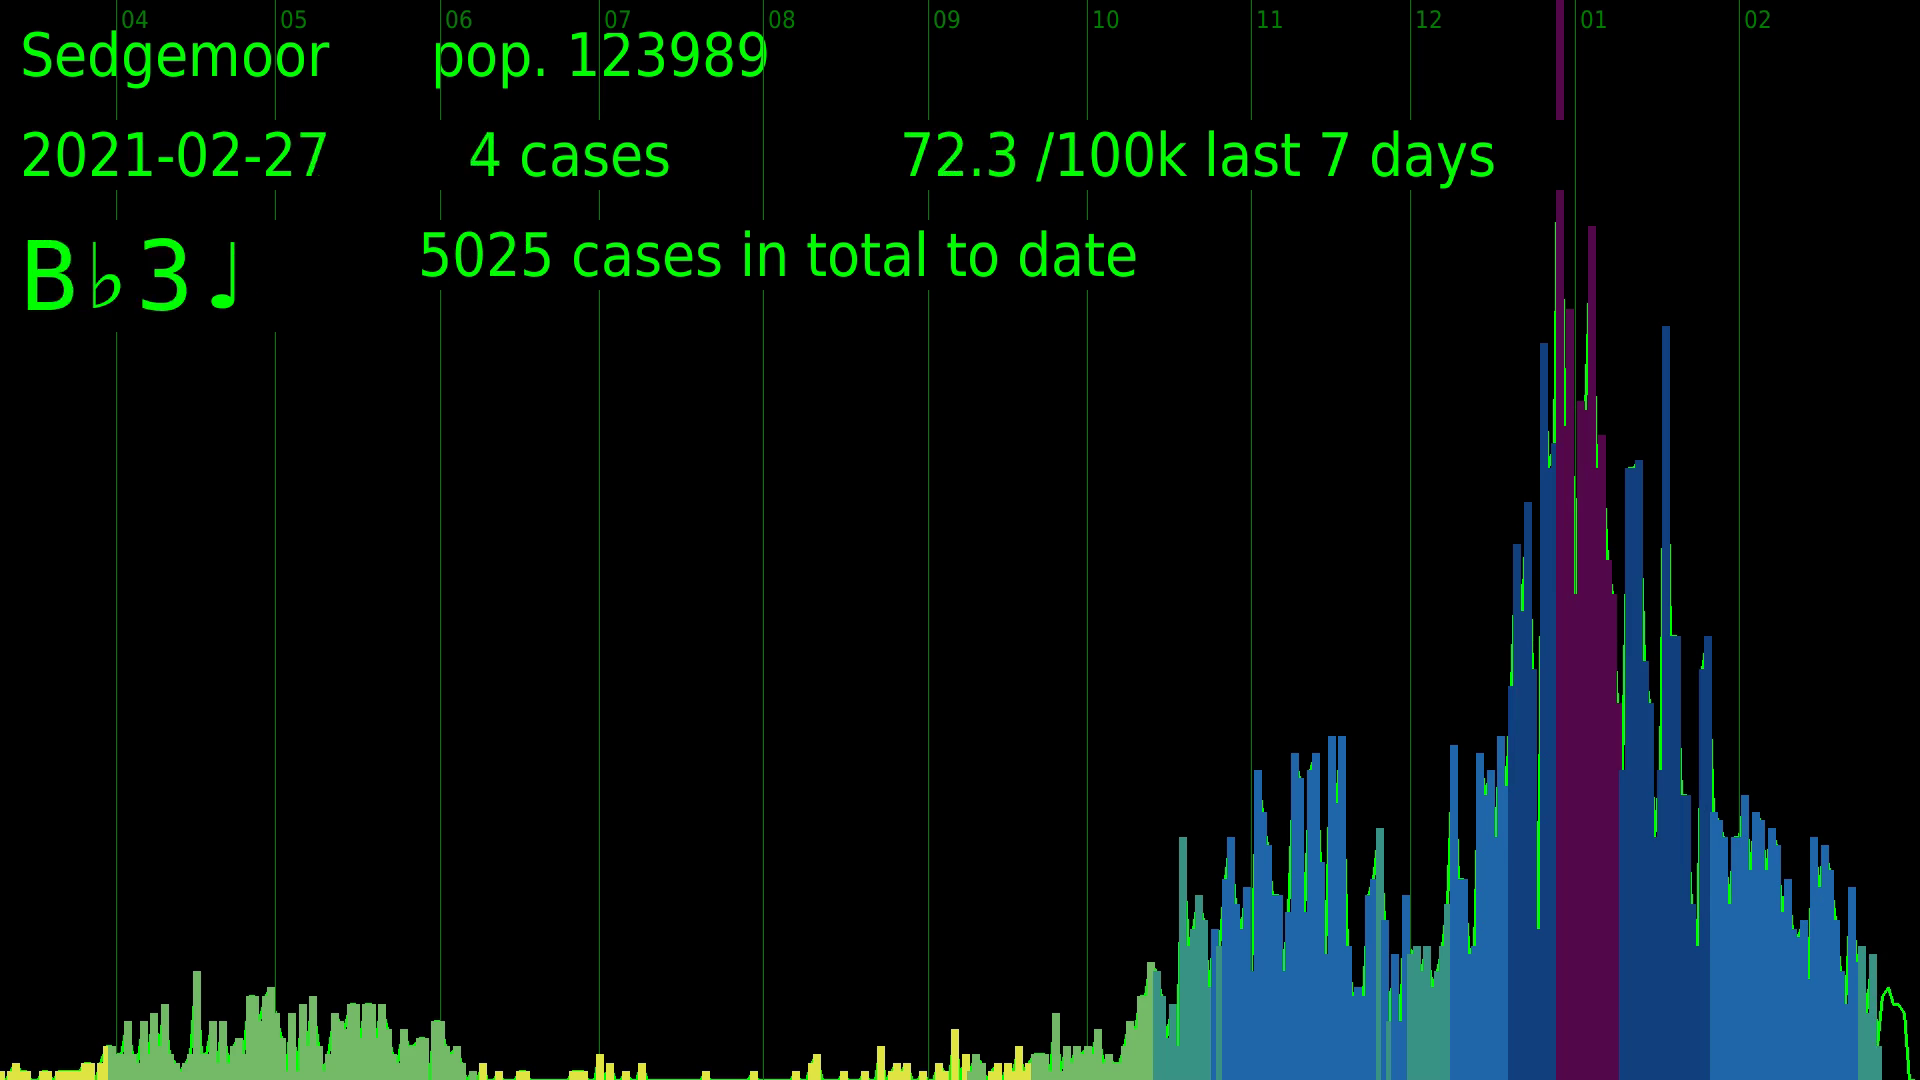 04 05 06 07 08 09 10 11 12 01 02
Sedgemoor pop. 123989
2021-02-27 4 cases 72.3 /100k last 7 days
B♭3♩ 5025 cases in total to date